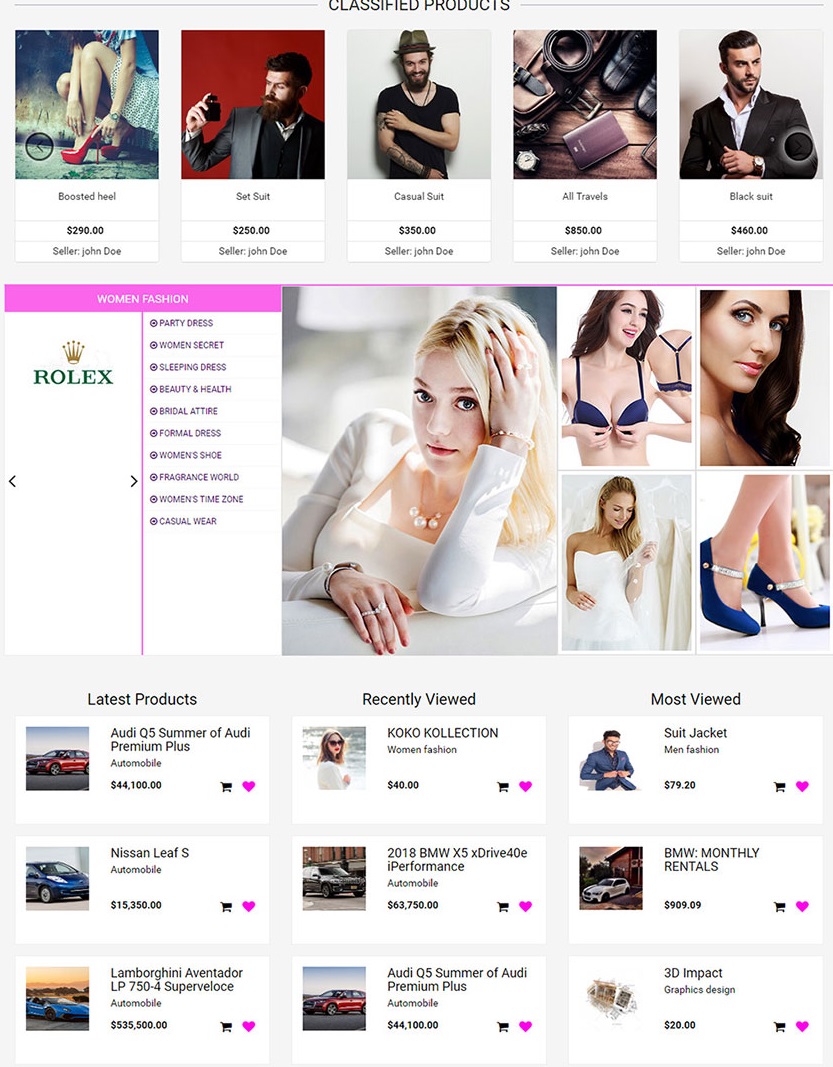 CLASSIFIED PRODUCTS
Boosted heel
$290.00
Seller: john Doe
Set Suit
$250.00
Seller: john Doe
Casual Suit
$350.00
Seller: john Doe
All Travels
$850.00
Seller: john Doe
Black suit
$460.00
Seller: john Doe
WOMEN FASHION
ROLEX
PARTY DRESS
WOMEN SECRET
SLEEPING DRESS
BEAUTY & HEALTH
BRIDAL ATTIRE
FORMAL DRESS
WOMEN'S SHOE
FRAGRANCE WORLD
WOMEN'S TIME ZONE
CASUAL WEAR
Latest Products
Audi Q5 Summer of Audi
Premium Plus
Automobile
$44,100.00
Nissan Leaf S
Automobile
$15,350.00
Lamborghini Aventador
LP 750-4 Superveloce
Automobile
$535,500.00
Recently Viewed
KOKO KOLLECTION
Women fashion
$40.00
2018 BMW X5 xDrive40e
iPerformance
Automobile
$63,750.00
Audi Q5 Summer of Audi
Premium Plus
Automobile
$44,100.00
Most Viewed
Suit Jacket
Men fashion
$79.20
BMW: MONTHLY
RENTALS
$909.09
3D Impact
Graphics design
$20.00